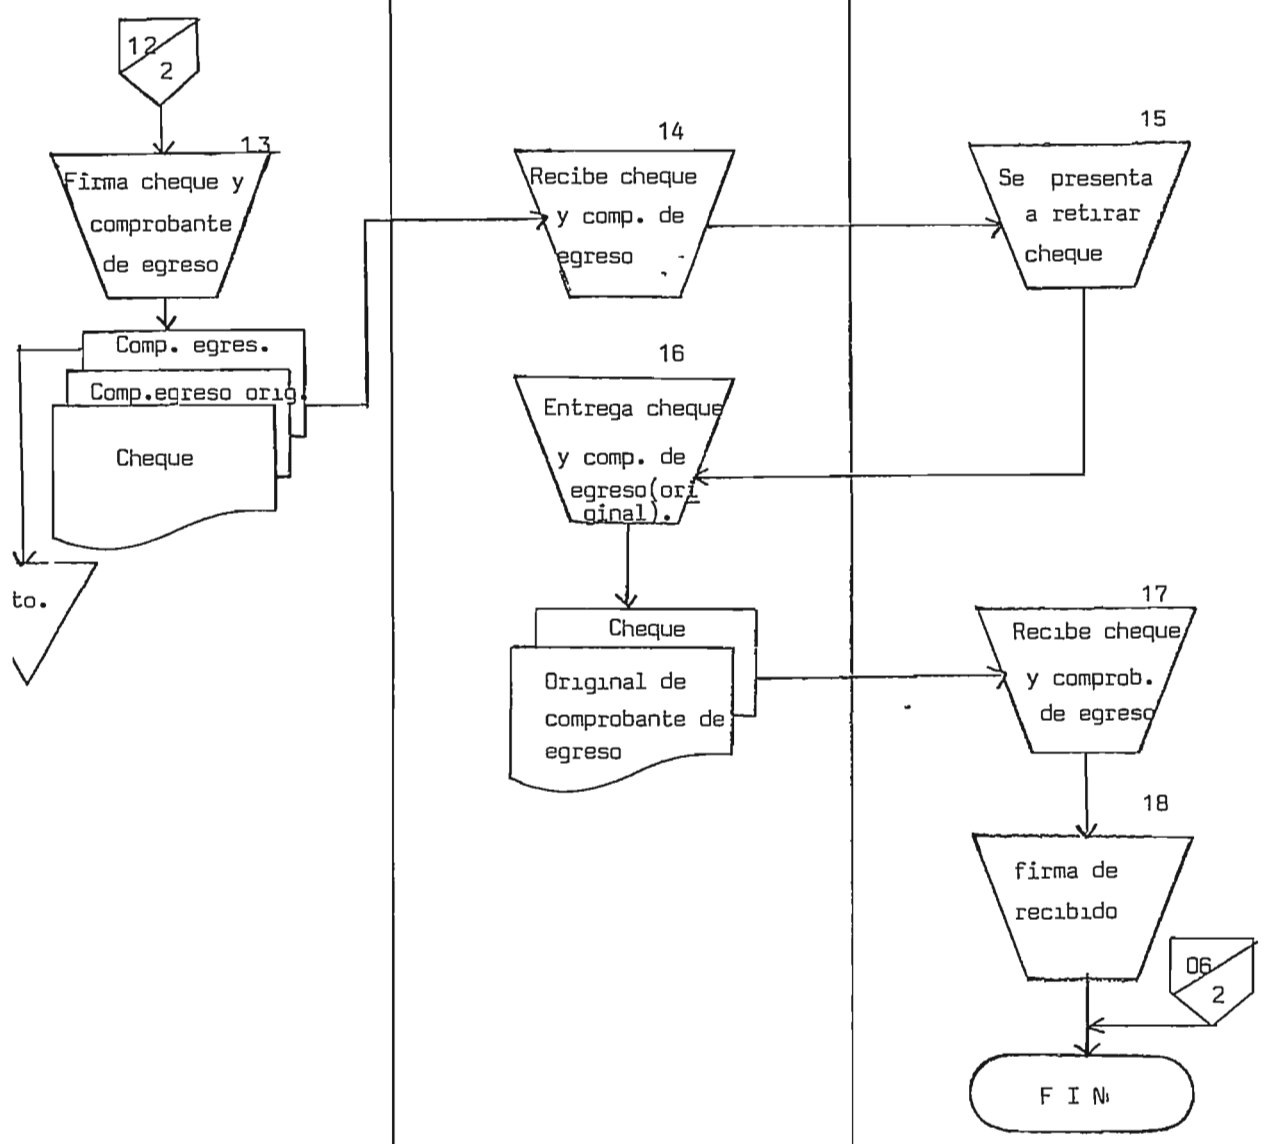 12
2
13
Firma cheque y
comprobante
de egreso
Comp. egres.
Comp.egreso orig.
Cheque
to.
14
Recibe cheque
y comp. de
egreso
15
Se presenta
a retirar
cheque
16
Entrega cheque
y comp. de
egreso(ori
ginal).
Cheque
Original de
comprobante de
egreso
17
Recibe cheque
y comprob.
de egreso
18
firma de
recibido
06
2
F I N